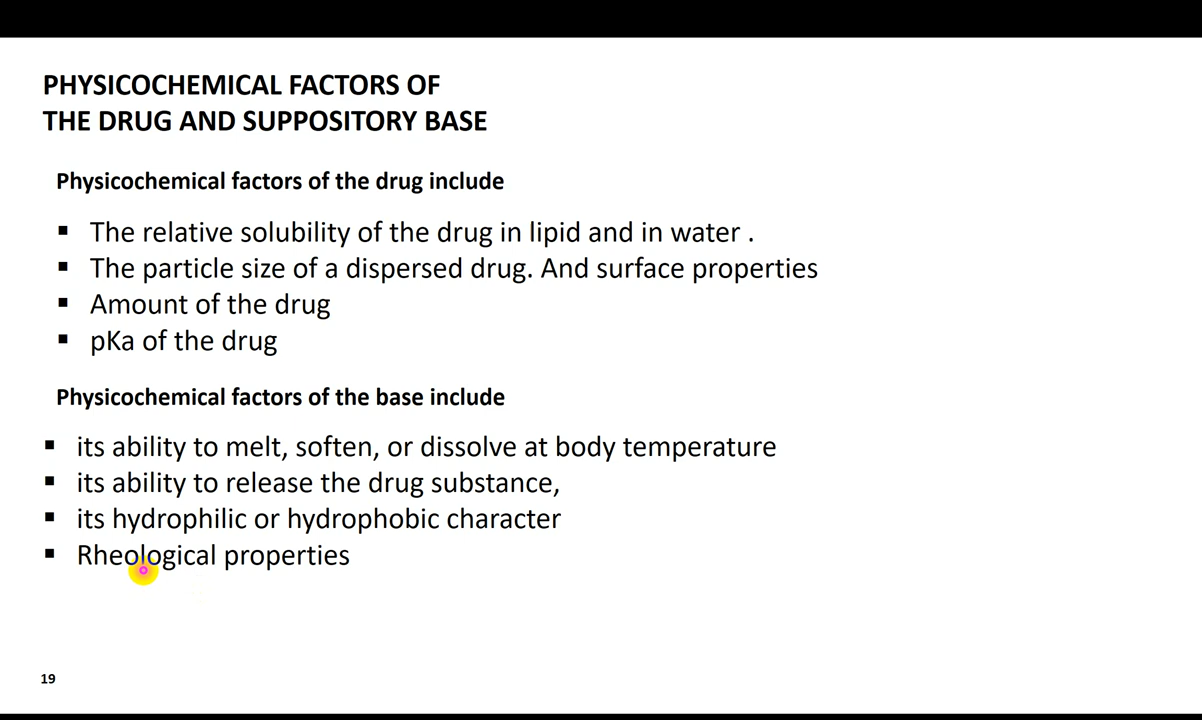 PHYSICOCHEMICAL FACTORS OF
THE DRUG AND SUPPOSITORY BASE
Physicochemical factors of the drug include
▪ The relative solubility of the drug in lipid and in water .
▪ The particle size of a dispersed drug. And surface properties
▪ Amount of the drug
▪ pKa of the drug
Physicochemical factors of the base include
▪ its ability to melt, soften, or dissolve at body temperature
▪ its ability to release the drug substance,
▪ its hydrophilic or hydrophobic character
▪ Rheological properties
19